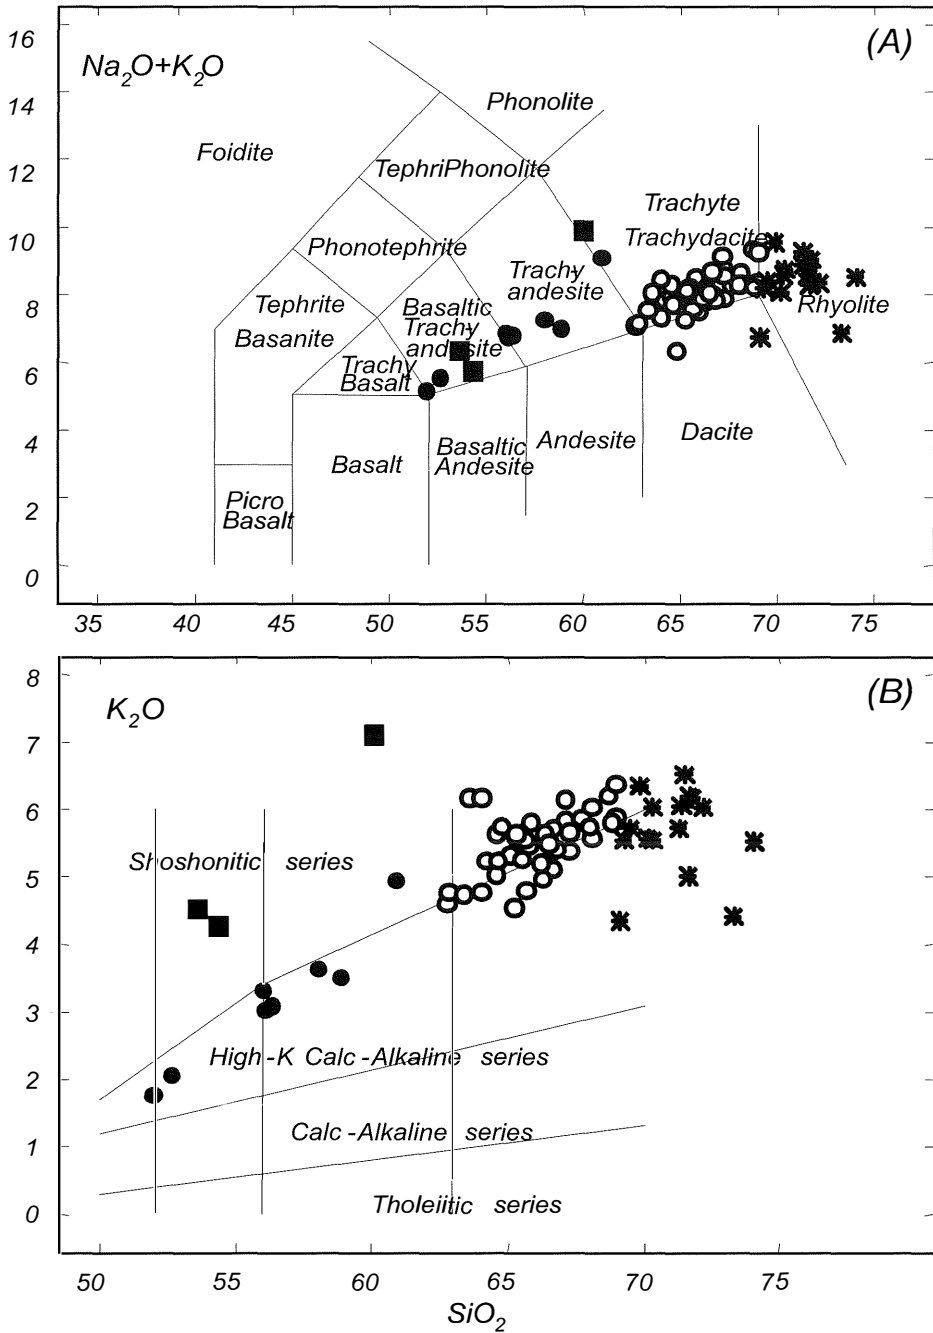 (A)
16
Na2O+K2O
14
Phonolite
Foidite
TephriPhonolite
12
Trachyte
10
Phonotephrite
Trachydacite
Trachy
andesite
8
Tephrite
Basaltic
Rhyolite
Basanite
Trachy
andesite
6
Trachy
Basalt
4
Basalt
Basaltic
Andesite
Andesite
Dacite
2
Picro
Basalt
0
35 40 45 50 55 60 65 70 75
(B)
8
K2O
7
6
Shoshonitic series
5
4
3
High-K Calc-Alkaline series
2
Calc-Alkaline series
1
Tholeiitic series
0
50 55 60 65 70 75
SiO2